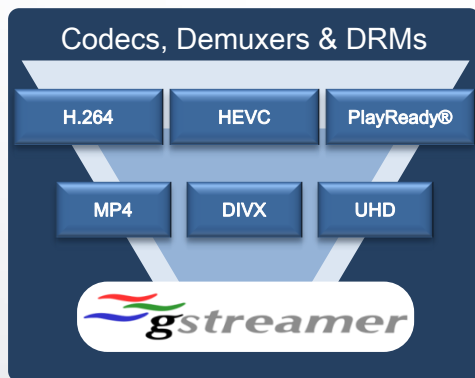 Codecs, Demuxers & DRMs
H.264 HEVC PlayReady®
MP4 DIVX UHD
gstreamer